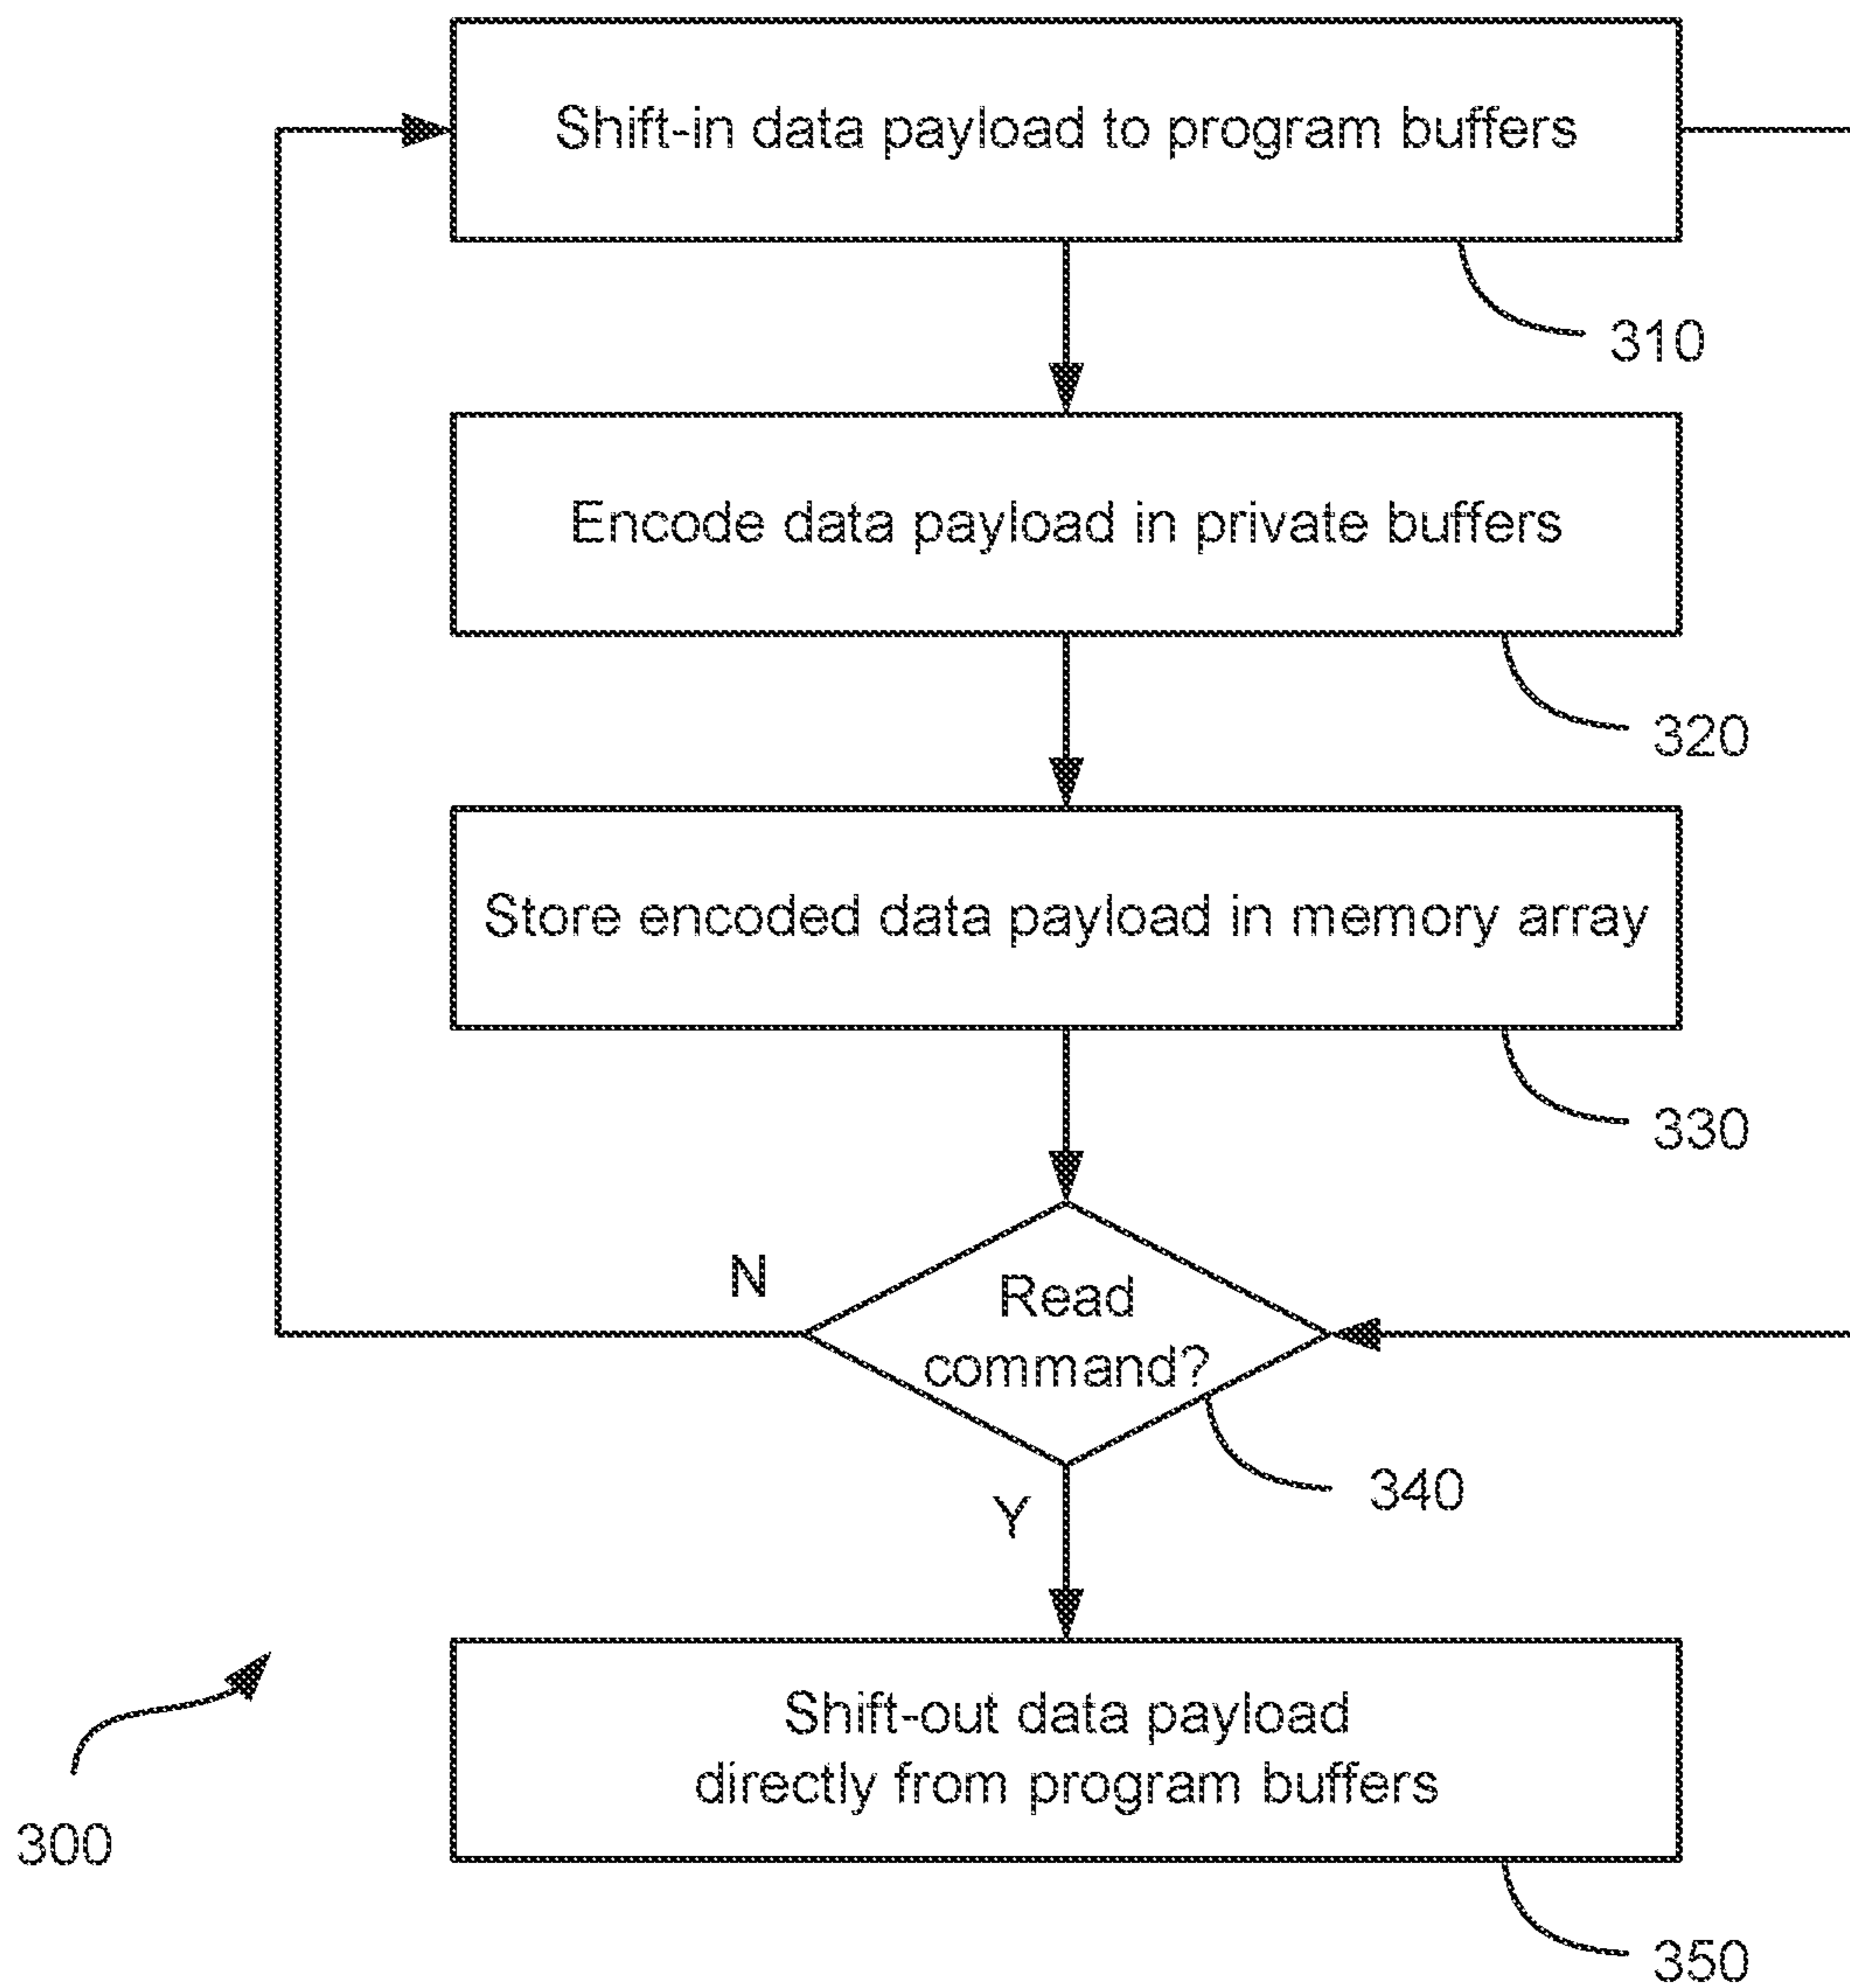 Shift-in data payload to program buffers
310
Encode data payload in private buffers
320
Store encoded data payload in memory array
330
N
Read
command?
340
Y
Shift-out data payload
directly from program buffers
300
350